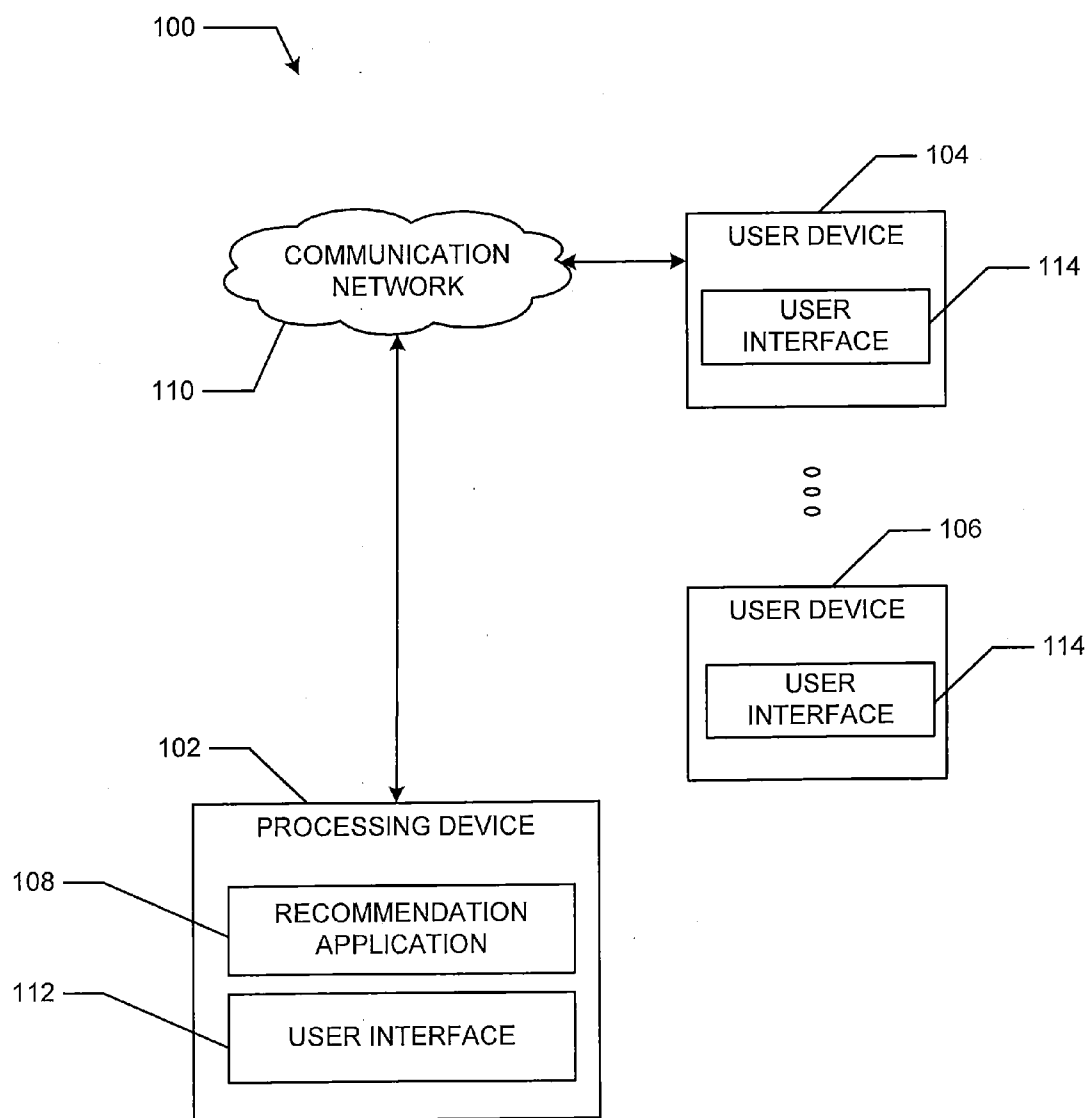 100
104
USER DEVICE
COMMUNICATION
NETWORK
114
USER
INTERFACE
110
106
USER DEVICE
114
USER
INTERFACE
102
PROCESSING DEVICE
108
RECOMMENDATION
APPLICATION
112
USER INTERFACE